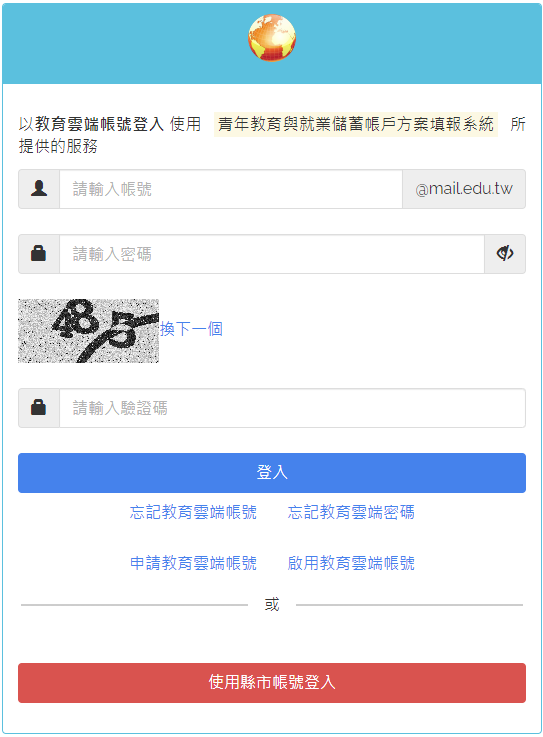 以教育雲端帳號登入 使用 青年教育與就業儲蓄帳戶方案填報系統 所
提供的服務
請輸入帳號 @mail.edu.tw
請輸入密碼
485 換下一個
請輸入驗證碼
登入
忘記教育雲端帳號 忘記教育雲端密碼
申請教育雲端帳號 啟用教育雲端帳號
或
使用縣市帳號登入